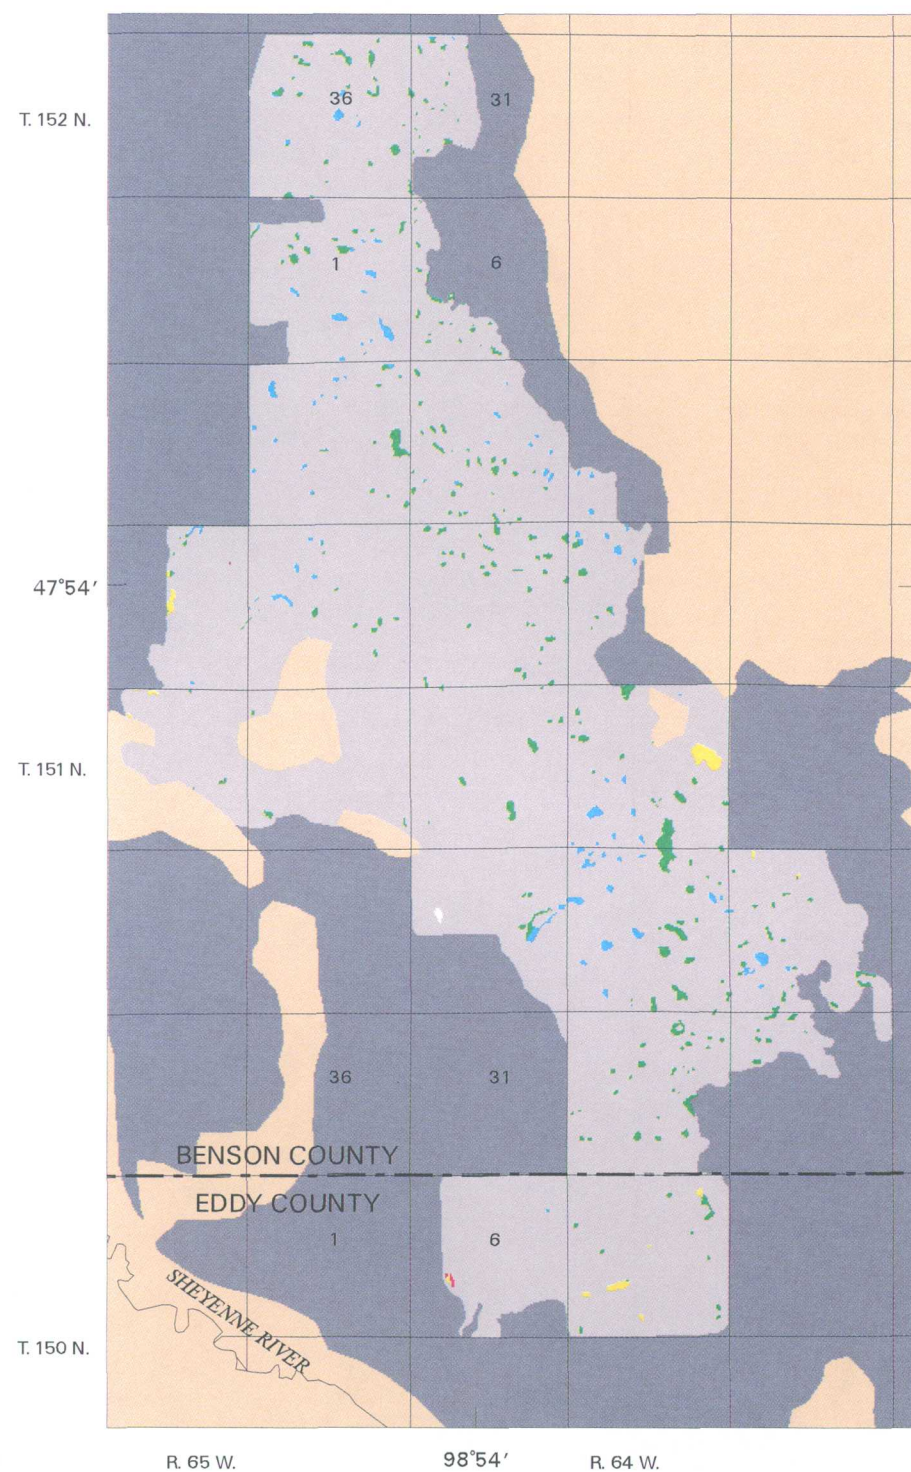 36
31
T. 152 N.
1
6
47°54′
T. 151 N.
36
31
BENSON COUNTY
EDDY COUNTY
1
6
SHEYENNE RIVER
T. 150 N.
R. 65 W.
98°54′
R. 64 W.